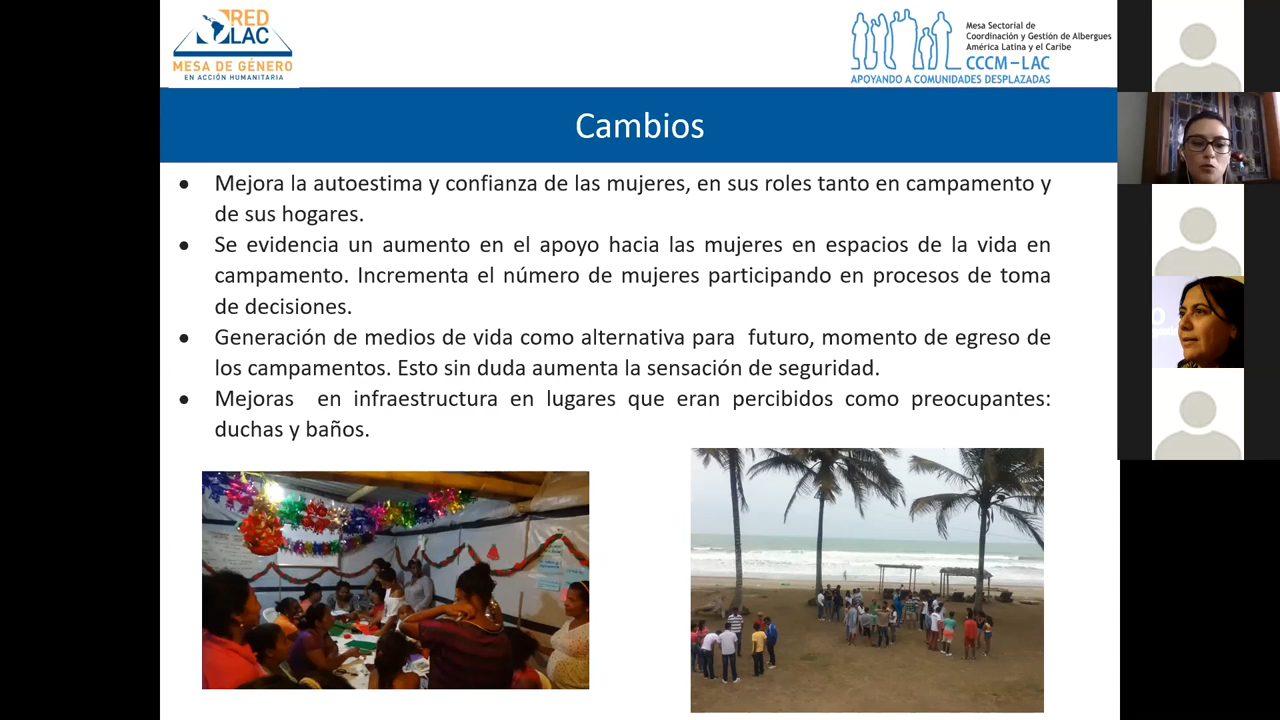 RED
LAC
MESA DE GÉNERO
EN ACCIÓN HUMANITARIA
Mesa Sectorial de
Coordinación y Gestión de Albergues
América Latina y el Caribe
CCCM-LAC
APOYANDO A COMUNIDADES DESPLAZADAS
Cambios
● Mejora la autoestima y confianza de las mujeres, en sus roles tanto en campamento y
de sus hogares.
● Se evidencia un aumento en el apoyo hacia las mujeres en espacios de la vida en
campamento. Incrementa el número de mujeres participando en procesos de toma
de decisiones.
● Generación de medios de vida como alternativa para futuro, momento de egreso de
los campamentos. Esto sin duda aumenta la sensación de seguridad.
● Mejoras en infraestructura en lugares que eran percibidos como preocupantes:
duchas y baños.